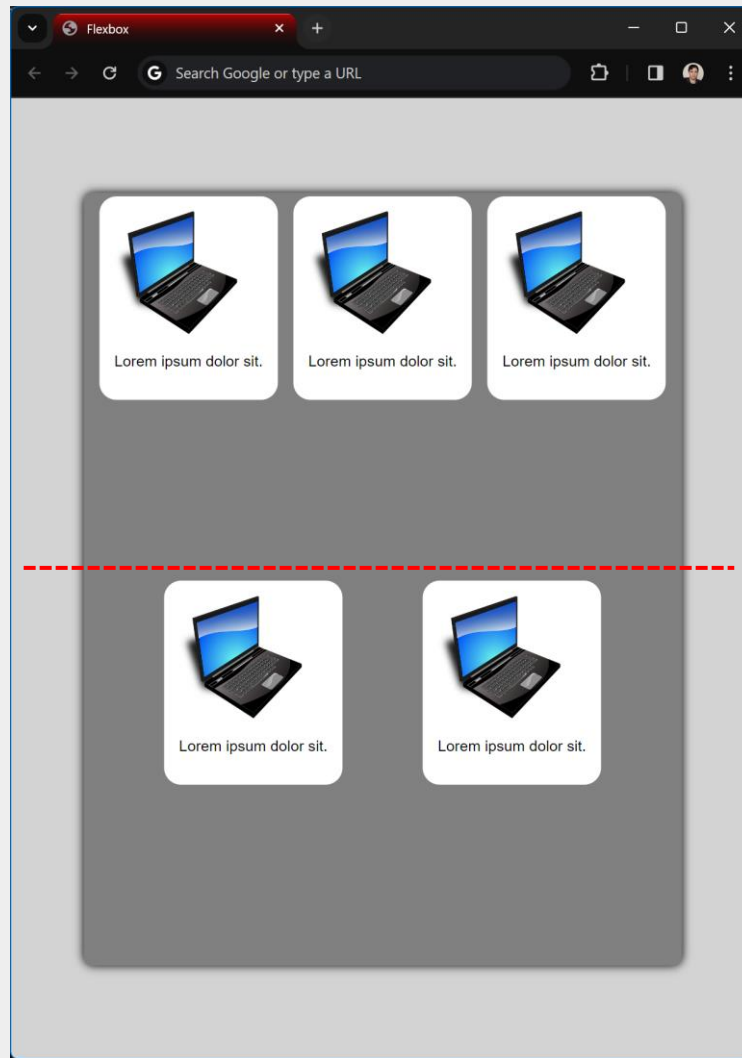 Flexbox
G Search Google or type a URL
Lorem ipsum dolor sit. Lorem ipsum dolor sit. Lorem ipsum dolor sit.
Lorem ipsum dolor sit. Lorem ipsum dolor sit.